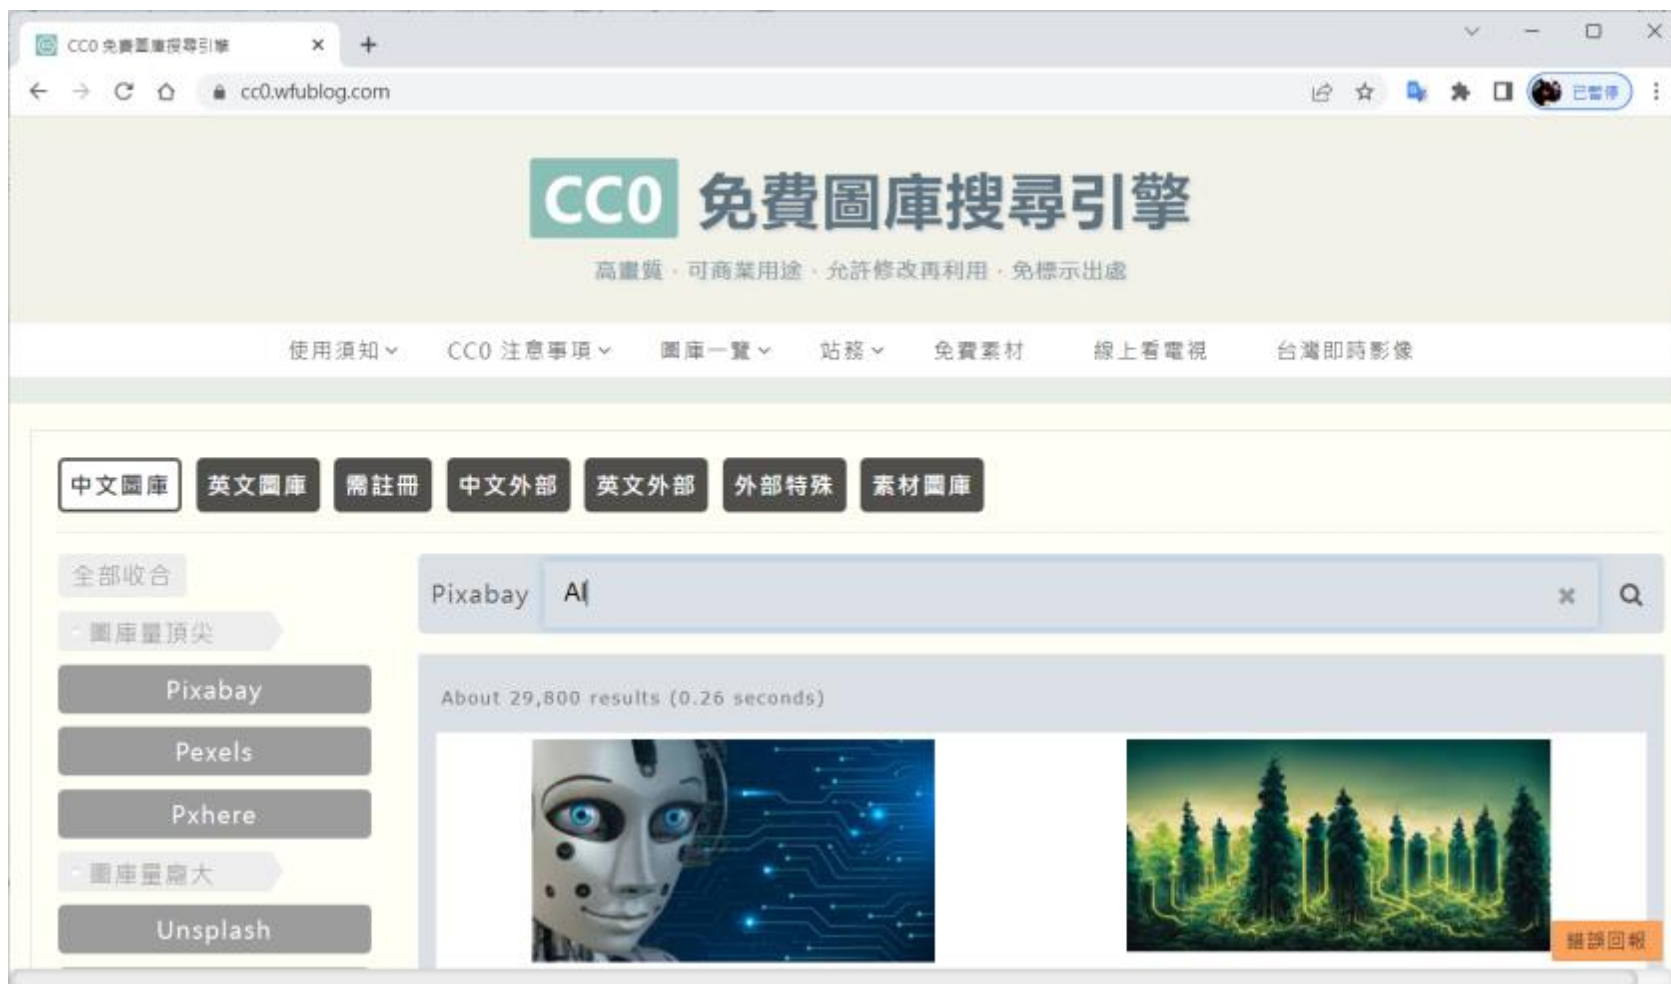 CC0 免費圖庫搜尋引擎
cc0.wfublog.com
已暫停
CC0 免費圖庫搜尋引擎
高畫質 · 可商業用途 · 允許修改再利用 · 免標示出處
使用須知 CC0 注意事項 圖庫一覽 站務 免費素材 線上看電視 台灣即時影像
中文圖庫 英文圖庫 需註冊 中文外部 英文外部 外部特殊 素材圖庫
全部收合
Pixabay AI
- 圖庫量頂尖
Pixabay
About 29,800 results (0.26 seconds)
Pexels
Pxhere
- 圖庫量龐大
Unsplash
錯誤回報